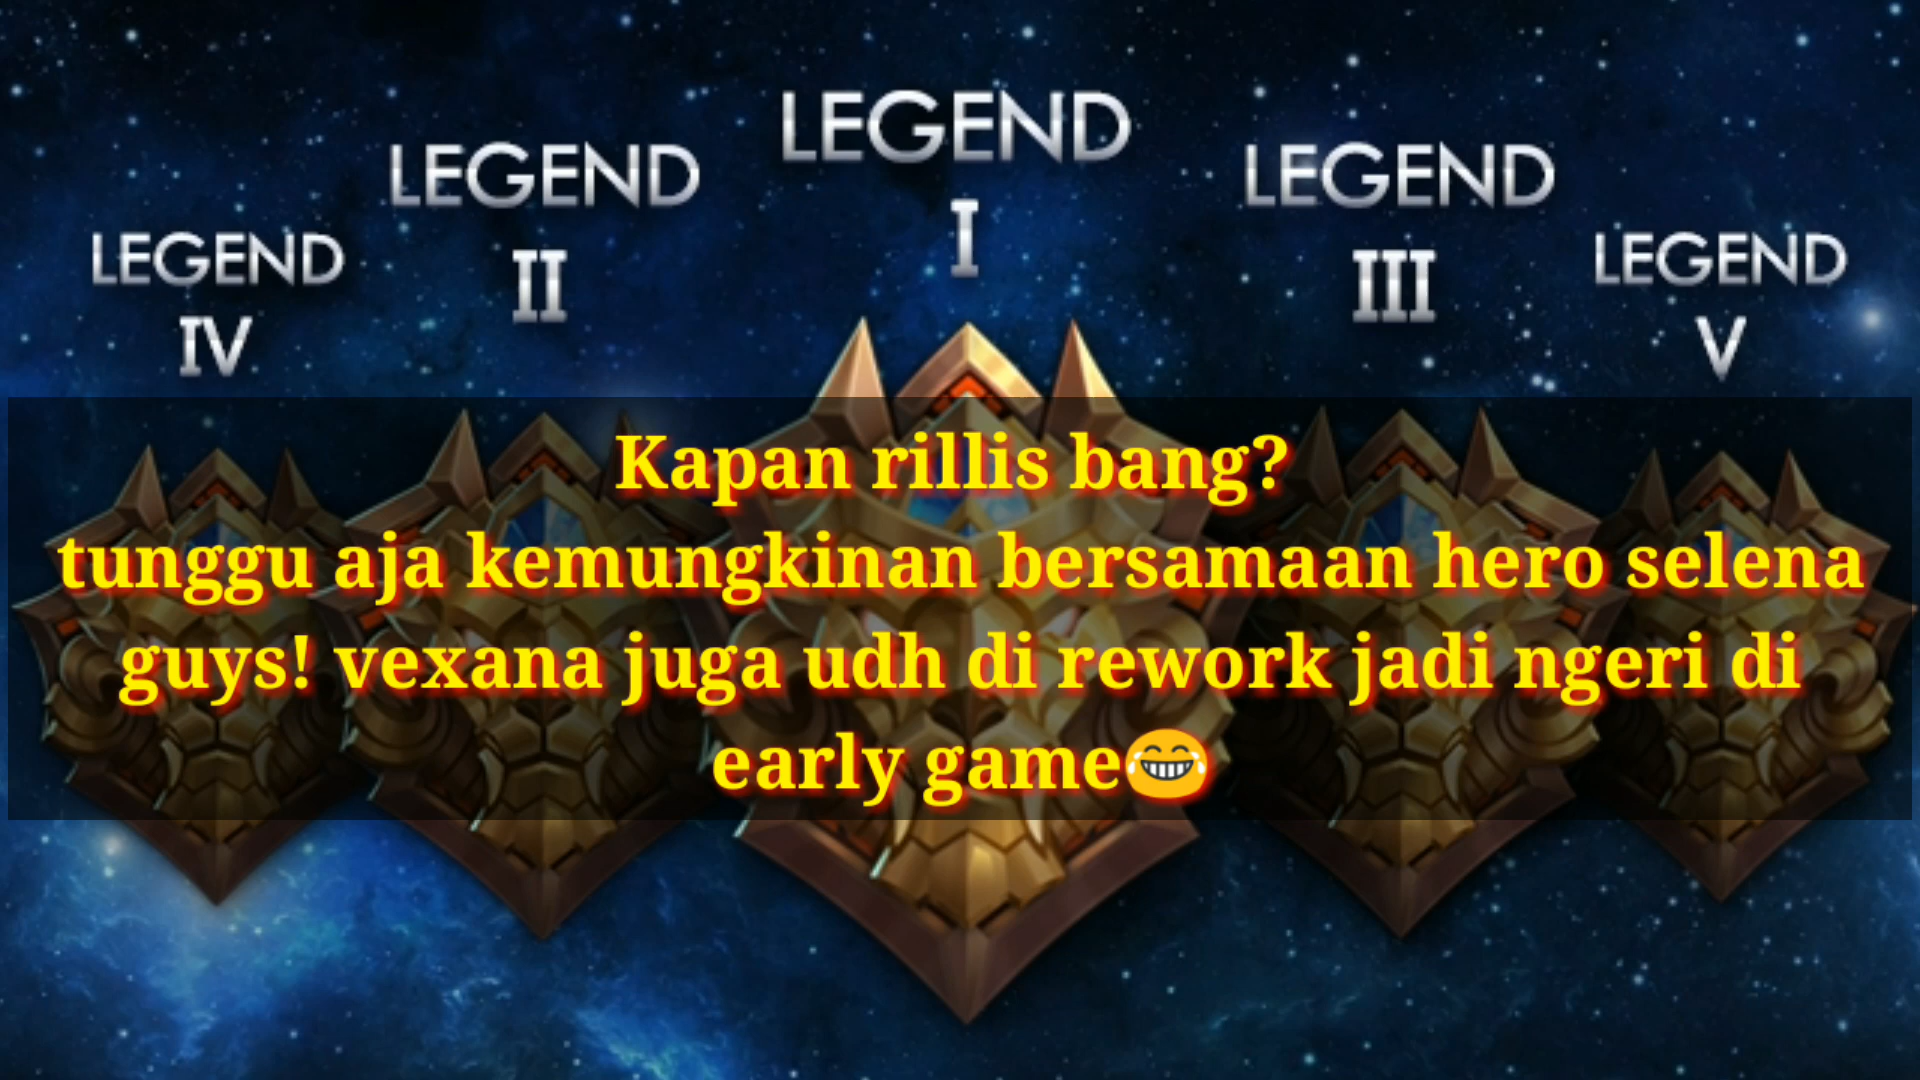 LEGEND
I
LEGEND
II
LEGEND
III
LEGEND
IV
LEGEND
V
Kapan rillis bang?
tunggu aja kemungkinan bersamaan hero selena
guys! vexana juga udh di rework jadi ngeri di
early game😂